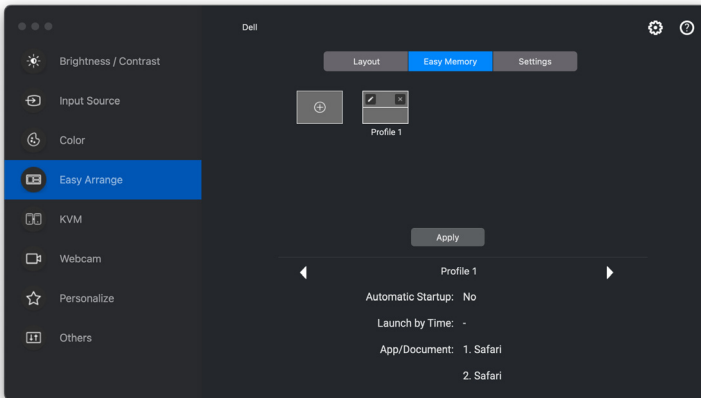 Dell
Brightness / Contrast
Input Source
Color
Easy Arrange
KVM
Webcam
Personalize
Others
Layout
Easy Memory
Settings
Profile 1
Apply
Profile 1
Automatic Startup: No
Launch by Time: -
App/Document: 1. Safari
2. Safari